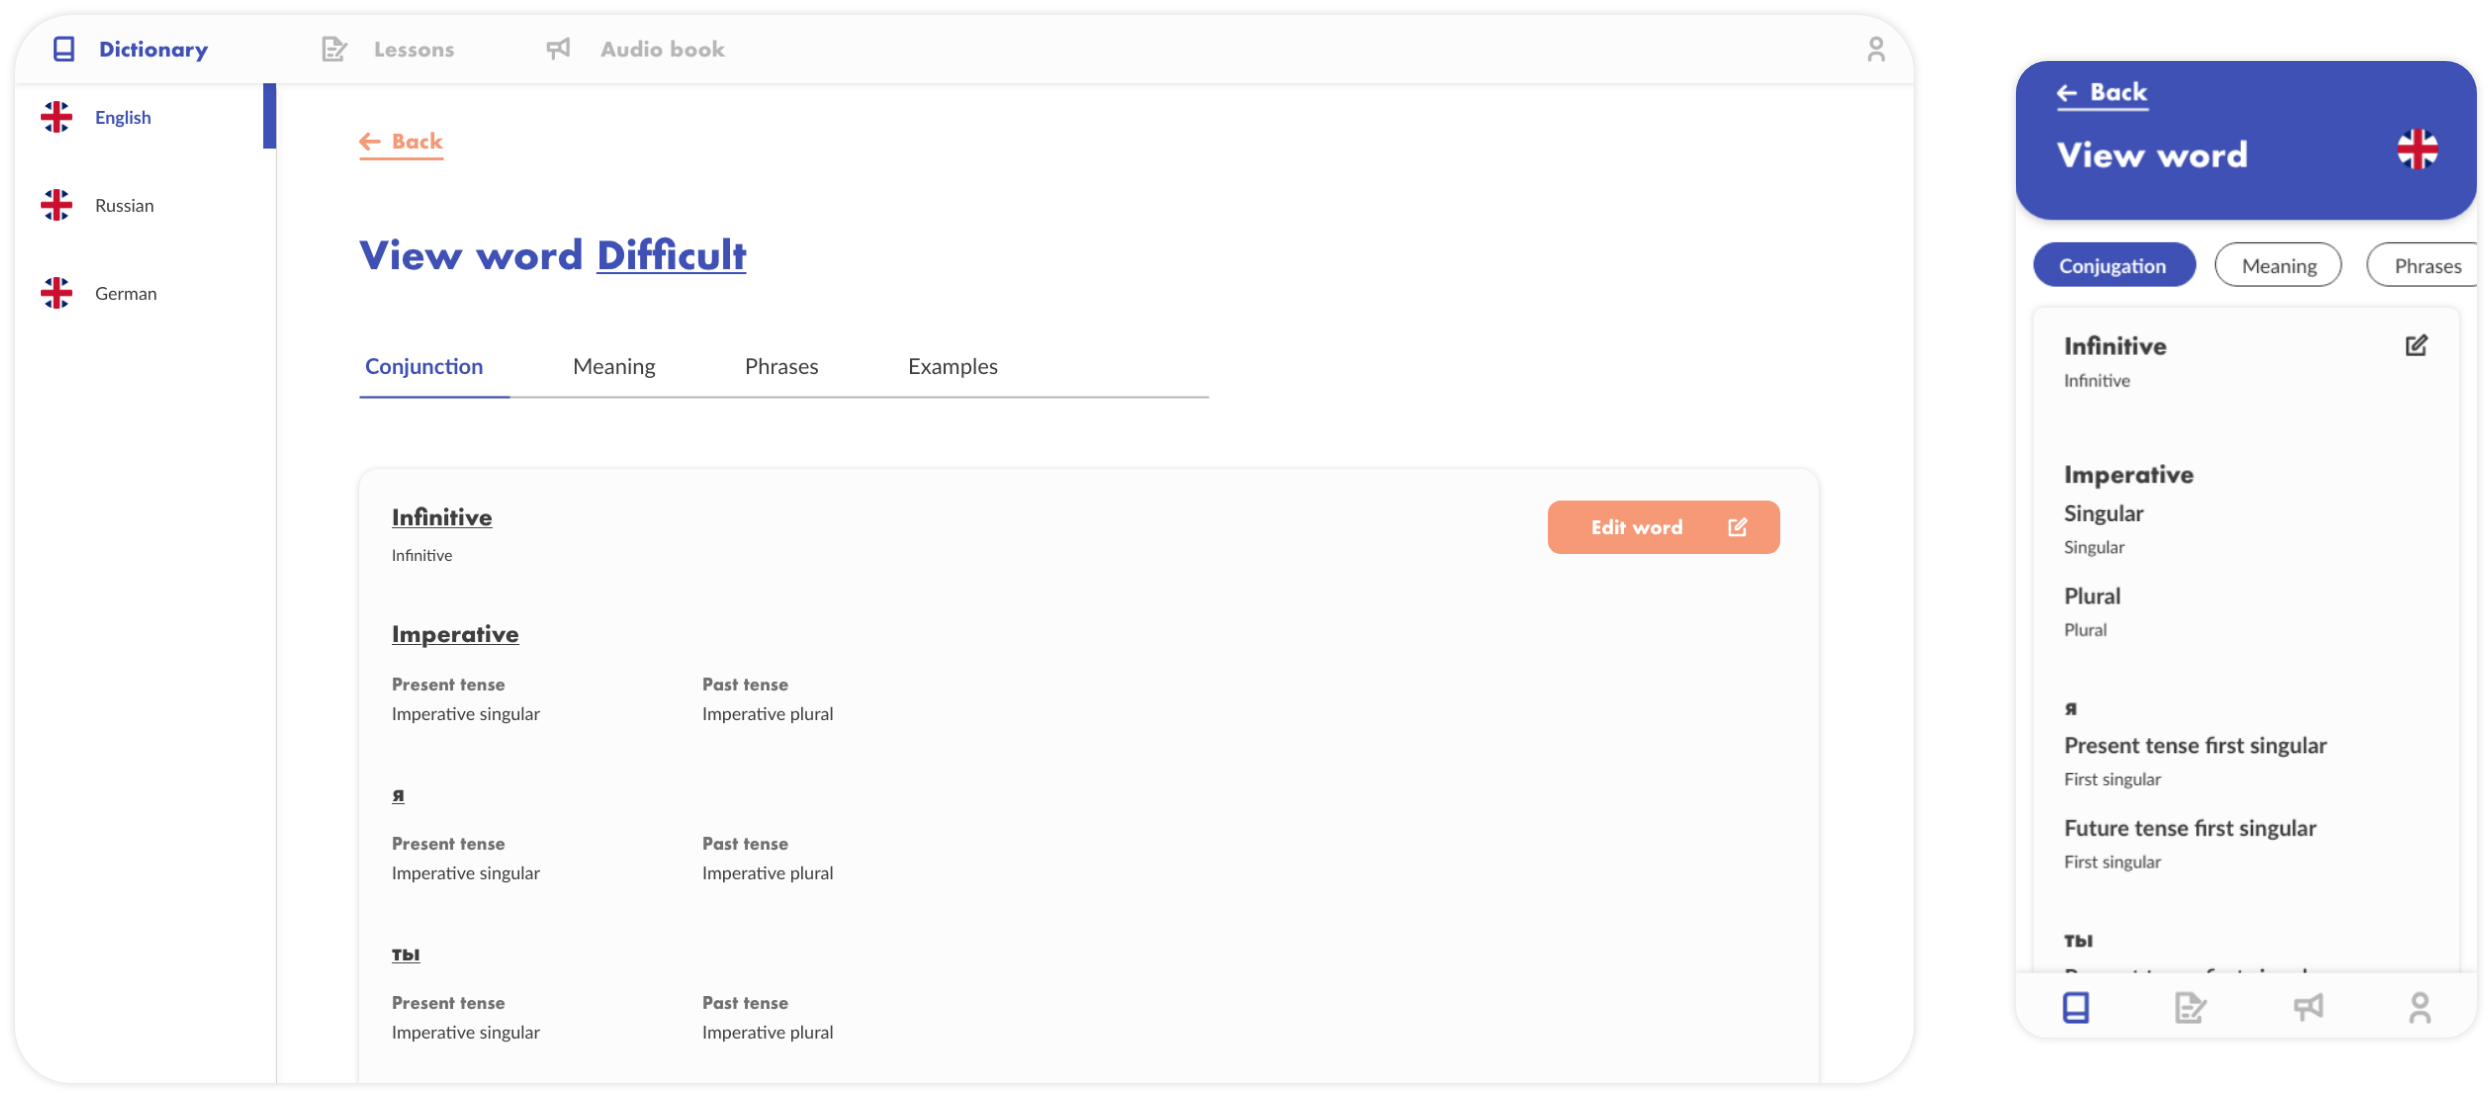 Dictionary Lessons Audio book
English
Russian
German
Back
View word Difficult
Conjunction Meaning Phrases Examples
Infinitive
Edit word
Infinitive
Imperative
Present tense Past tense
Imperative singular Imperative plural
я
Present tense Past tense
Imperative singular Imperative plural
ты
Present tense Past tense
Imperative singular Imperative plural
Back
View word
Conjugation Meaning Phrases
Infinitive
Infinitive
Imperative
Singular
Singular
Plural
Plural
я
Present tense first singular
First singular
Future tense first singular
First singular
ты